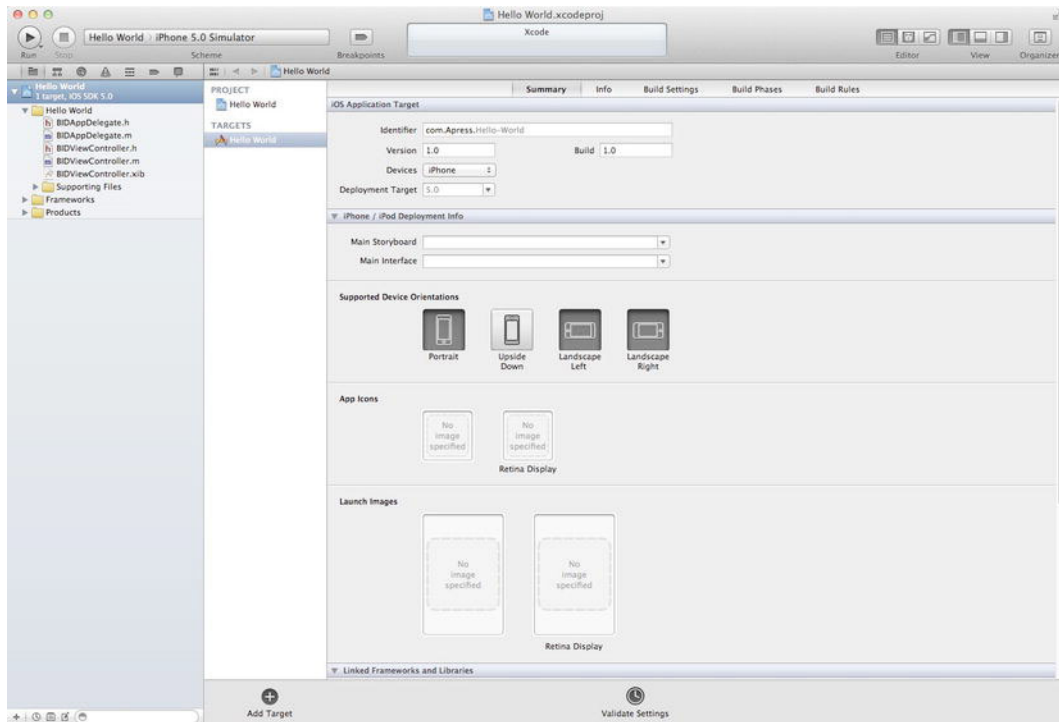 Hello World.xcodeproj
Hello World › iPhone 5.0 Simulator
Xcode
Run Stop Scheme Breakpoints Editor View Organizer
Hello World
Hello World
1 target, iOS SDK 5.0
Hello World
BIDAppDelegate.h
BIDAppDelegate.m
BIDViewController.h
BIDViewController.m
BIDViewController.xib
Supporting Files
Frameworks
Products
PROJECT
Hello World
TARGETS
Hello World
Summary Info Build Settings Build Phases Build Rules
iOS Application Target
Identifier com.Apress.Hello-World
Version 1.0 Build 1.0
Devices iPhone
Deployment Target 5.0
iPhone / iPod Deployment Info
Main Storyboard
Main Interface
Supported Device Orientations
Portrait
Upside
Down
Landscape
Left
Landscape
Right
App Icons
No
image
specified
No
image
specified
Retina Display
Launch Images
No
image
specified
No
image
specified
Retina Display
Linked Frameworks and Libraries
Add Target
Validate Settings